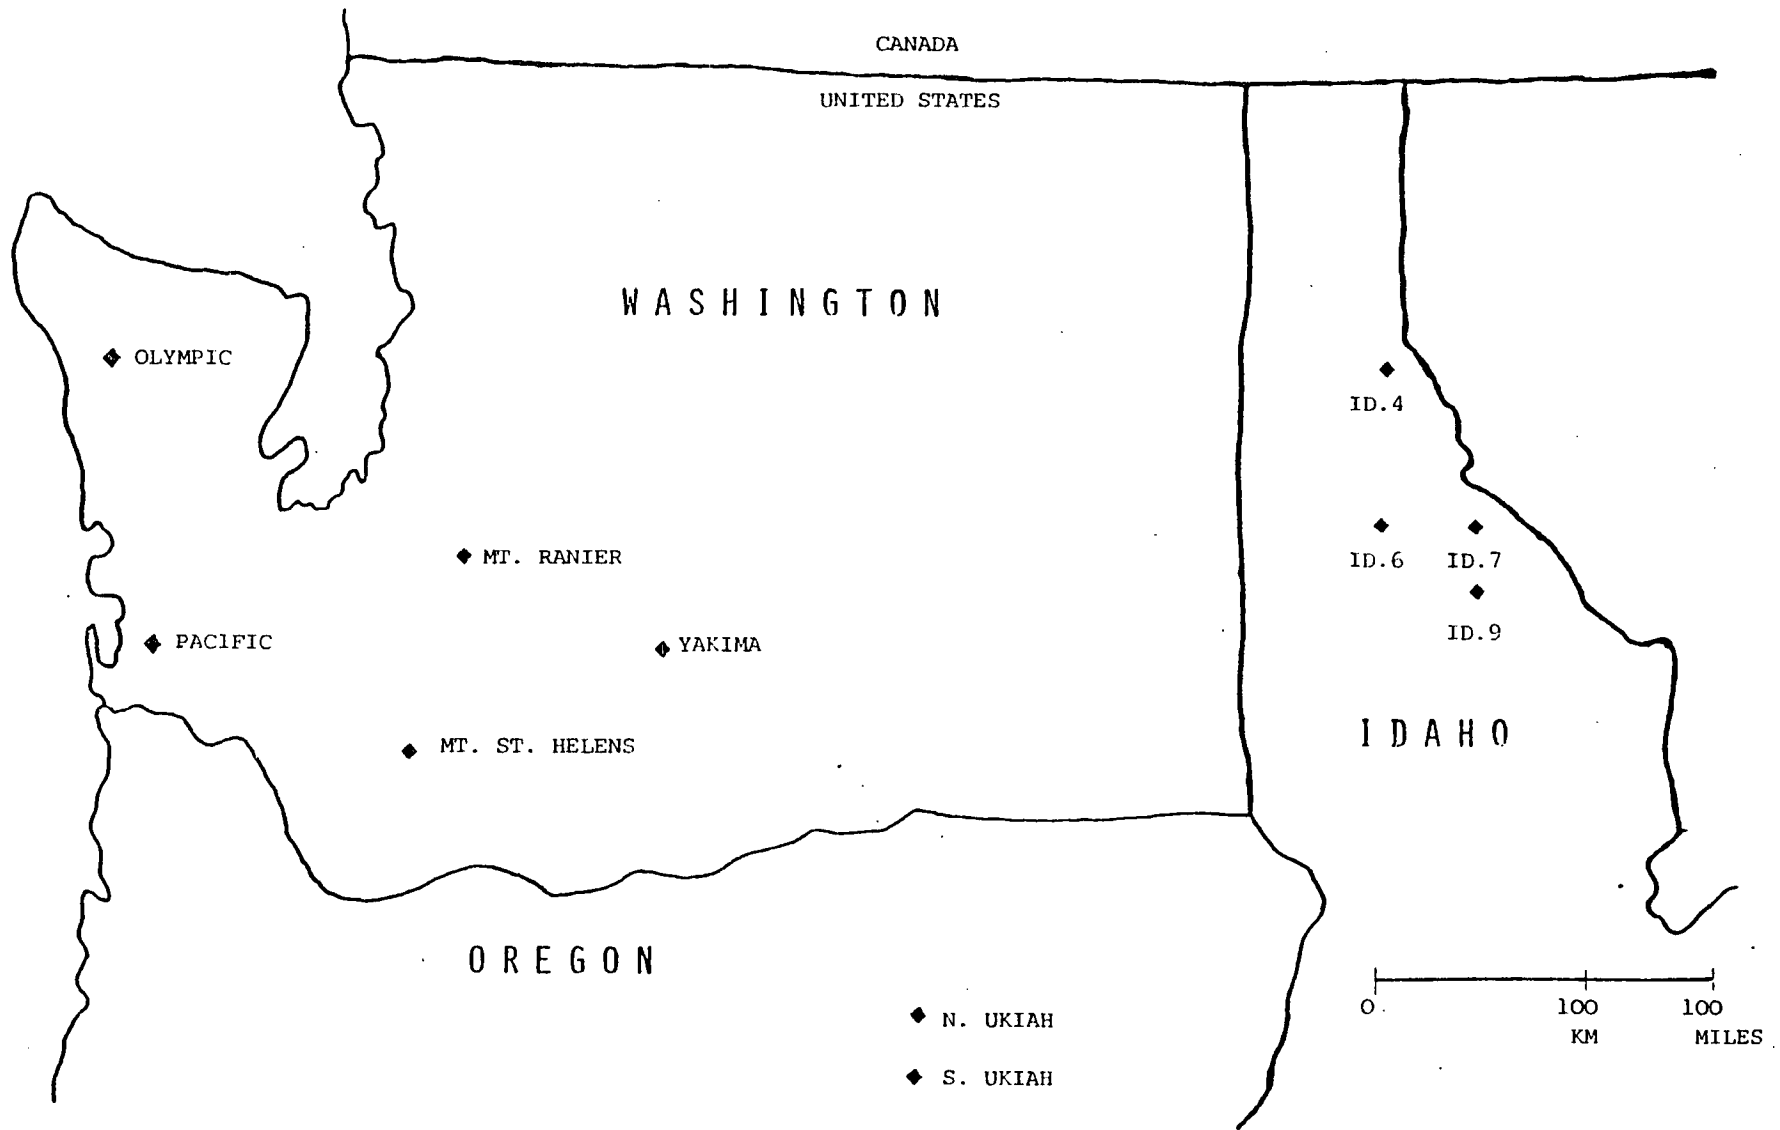 CANADA
UNITED STATES
WASHINGTON
OLYMPIC
ID.4
MT. RANIER
ID.6 ID.7
ID.9
PACIFIC
YAKIMA
IDAHO
MT. ST. HELENS
OREGON
0 100 100
KM MILES
N. UKIAH
S. UKIAH